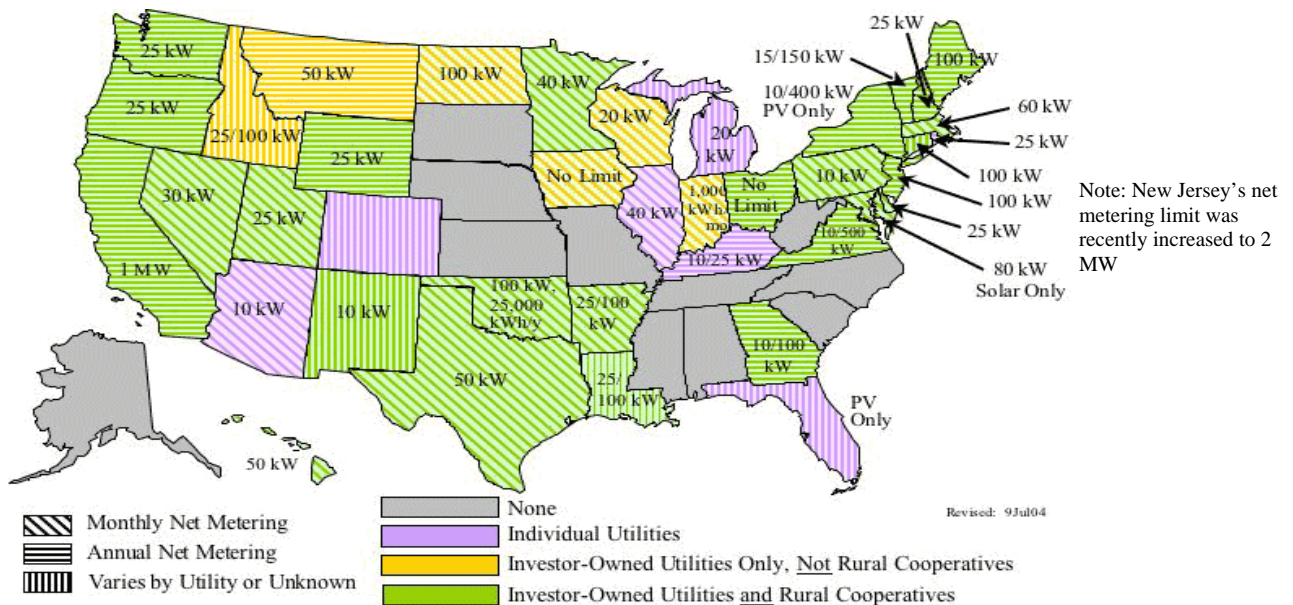 25 kW
25 kW
15/150 kW
100 kW
50 kW
100 kW
40 kW
10/400 kW
PV Only
20 kW
60 kW
25 kW
25/100 kW
20
kW
25 kW
25 kW
No Limit
No
Limit
10 kW
100 kW
100 kW
Note: New Jersey's net
metering limit was
recently increased to 2
MW
30 kW
25 kW
40 kW
1,000
kWh/
mo
25 kW
10/500
kW
10/25 kW
80 kW
Solar Only
1 MW
10 kW
10 kW
100 kW,
25,000
kWh/y
25/100
kW
10/100
kW
50 kW
25/
100 kW
PV
Only
50 kW
Revised: 9Jul04
Monthly Net Metering
Annual Net Metering
Varies by Utility or Unknown
None
Individual Utilities
Investor-Owned Utilities Only, Not Rural Cooperatives
Investor-Owned Utilities and Rural Cooperatives